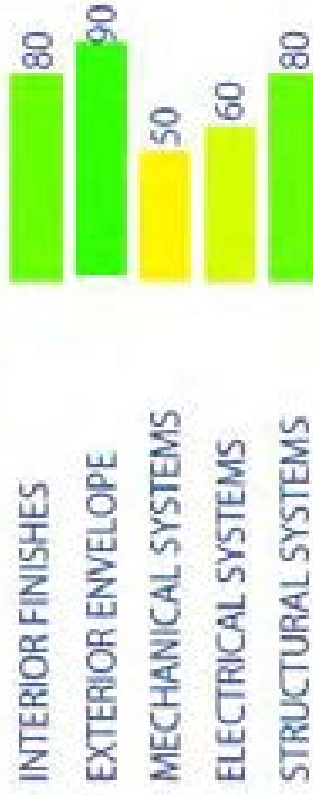 INTERIOR FINISHES 80
EXTERIOR ENVELOPE 90
MECHANICAL SYSTEMS 50
ELECTRICAL SYSTEMS 60
STRUCTURAL SYSTEMS 80